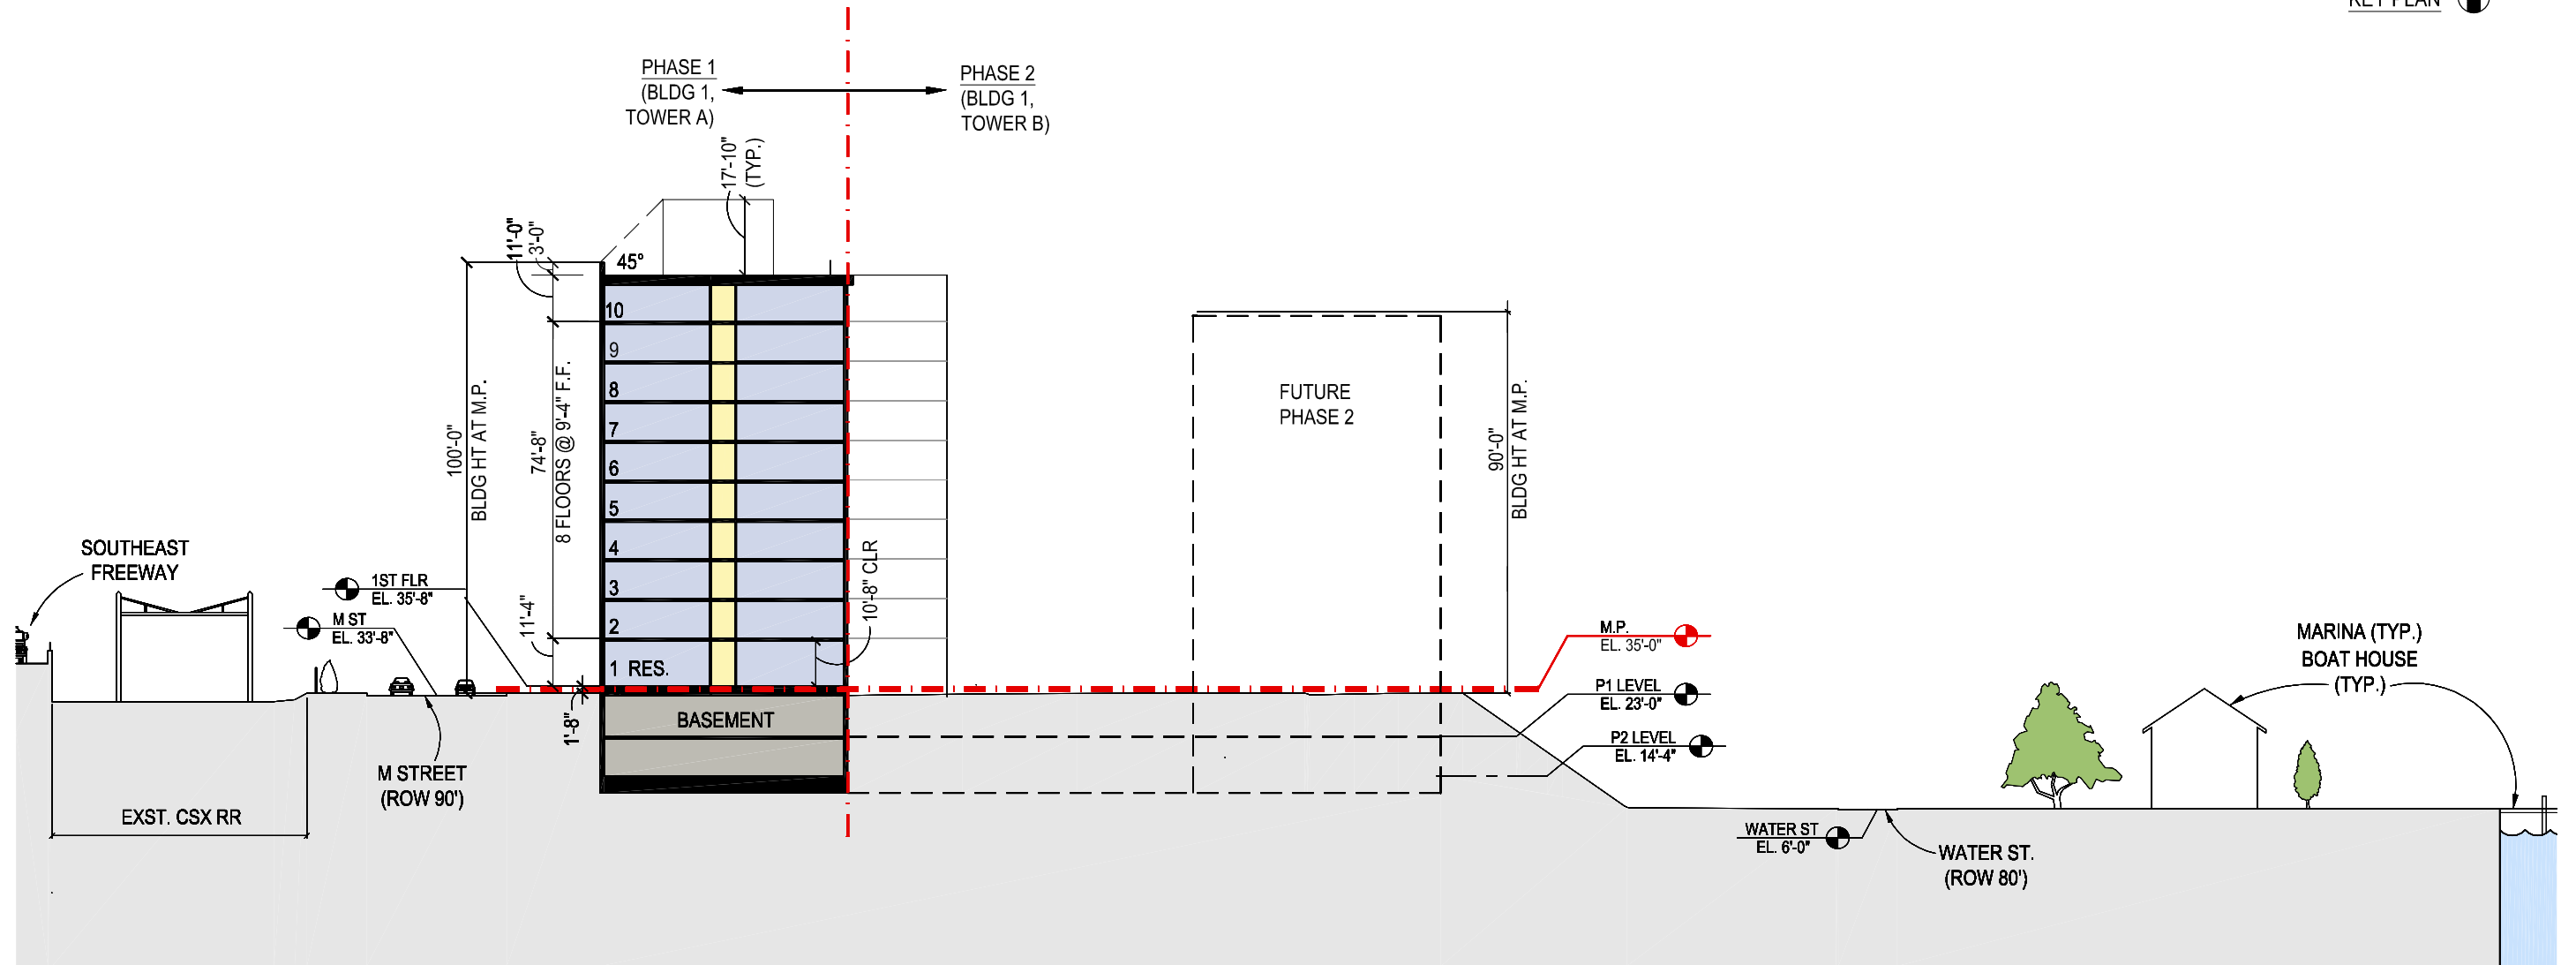 KEY PLAN
PHASE 1
(BLDG 1,
TOWER A)
PHASE 2
(BLDG 1,
TOWER B)
17'-10"
(TYP.)
11'-0"
3'-0"
45°
10
9
8
7
6
5
4
3
2
1 RES.
BASEMENT
100'-0"
BLDG HT AT M.P.
74'-8"
8 FLOORS @ 9'-4" F.F.
11'-4"
1'-8"
10'-8" CLR
FUTURE
PHASE 2
90'-0"
BLDG HT AT M.P.
SOUTHEAST
FREEWAY
1ST FLR
EL. 35'-8"
M ST
EL. 33'-8"
M STREET
(ROW 90')
EXST. CSX RR
M.P.
EL. 35'-0"
P1 LEVEL
EL. 23'-0"
P2 LEVEL
EL. 14'-4"
WATER ST
EL. 6'-0"
WATER ST.
(ROW 80')
MARINA (TYP.)
BOAT HOUSE
(TYP.)